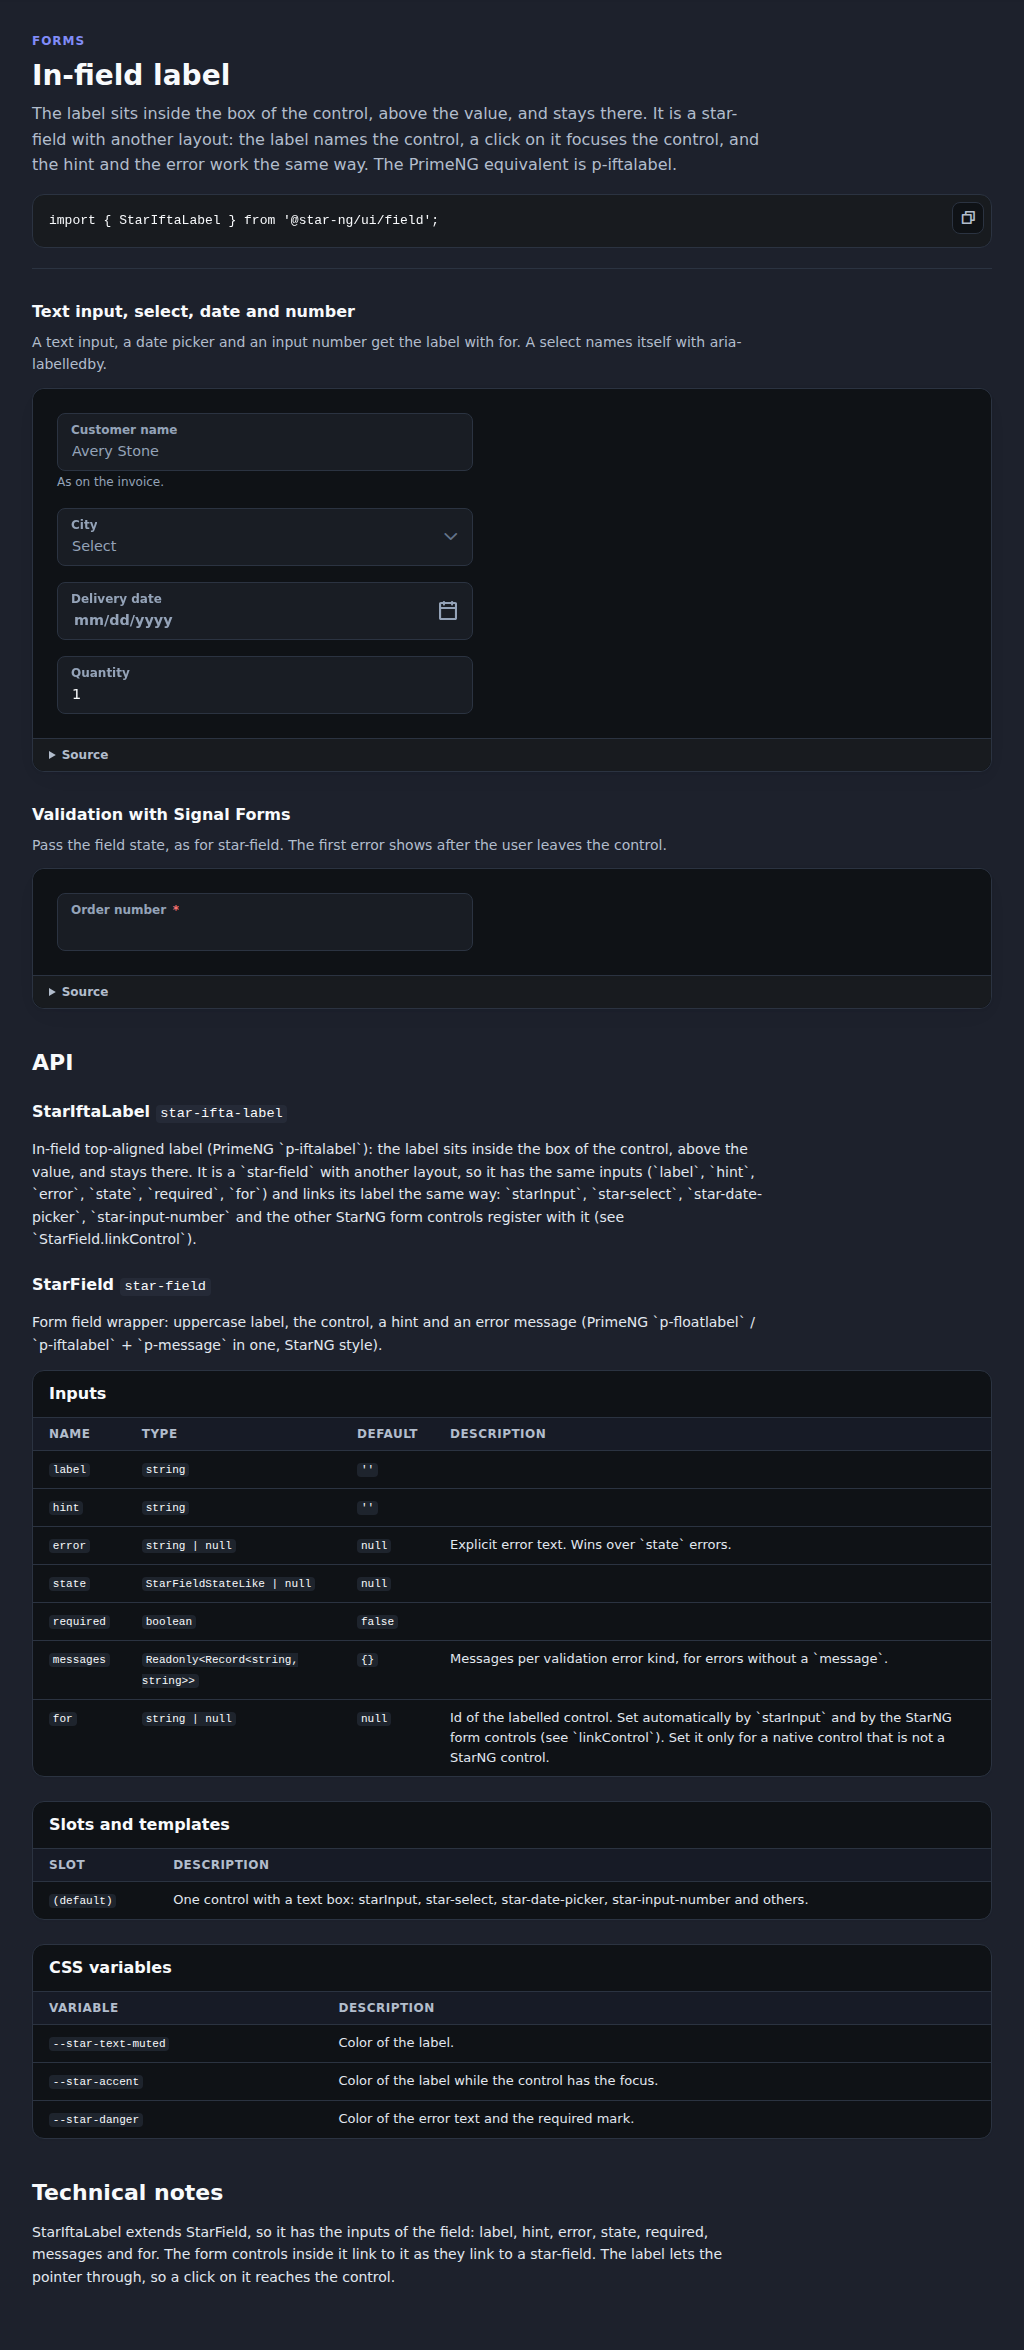 FORMS
In-field label
The label sits inside the box of the control, above the value, and stays there. It is a star-
field with another layout: the label names the control, a click on it focuses the control, and
the hint and the error work the same way. The PrimeNG equivalent is p-iftalabel.
import { StarIftaLabel } from '@star-ng/ui/field';
Text input, select, date and number
A text input, a date picker and an input number get the label with for. A select names itself with aria-
labelledby.
Customer name
Avery Stone
As on the invoice.
City
Select
Delivery date
mm/dd/yyyy
Quantity
1
Source
Validation with Signal Forms
Pass the field state, as for star-field. The first error shows after the user leaves the control.
Order number *
Source
API
StarIftaLabel star-ifta-label
In-field top-aligned label (PrimeNG `p-iftalabel`): the label sits inside the box of the control, above the
value, and stays there. It is a `star-field` with another layout, so it has the same inputs (`label`, `hint`,
`error`, `state`, `required`, `for`) and links its label the same way: `starInput`, `star-select`, `star-date-
picker`, `star-input-number` and the other StarNG form controls register with it (see
`StarField.linkControl`).
StarField star-field
Form field wrapper: uppercase label, the control, a hint and an error message (PrimeNG `p-floatlabel` /
`p-iftalabel` + `p-message` in one, StarNG style).
Inputs
NAME TYPE DEFAULT DESCRIPTION
label string ''
hint string ''
error string | null null Explicit error text. Wins over `state` errors.
state StarFieldStateLike | null null
required boolean false
messages Readonly<Record<string, {} Messages per validation error kind, for errors without a `message`.
string>>
for string | null null Id of the labelled control. Set automatically by `starInput` and by the StarNG
form controls (see `linkControl`). Set it only for a native control that is not a
StarNG control.
Slots and templates
SLOT DESCRIPTION
(default) One control with a text box: starInput, star-select, star-date-picker, star-input-number and others.
CSS variables
VARIABLE DESCRIPTION
--star-text-muted Color of the label.
--star-accent Color of the label while the control has the focus.
--star-danger Color of the error text and the required mark.
Technical notes
StarIftaLabel extends StarField, so it has the inputs of the field: label, hint, error, state, required,
messages and for. The form controls inside it link to it as they link to a star-field. The label lets the
pointer through, so a click on it reaches the control.